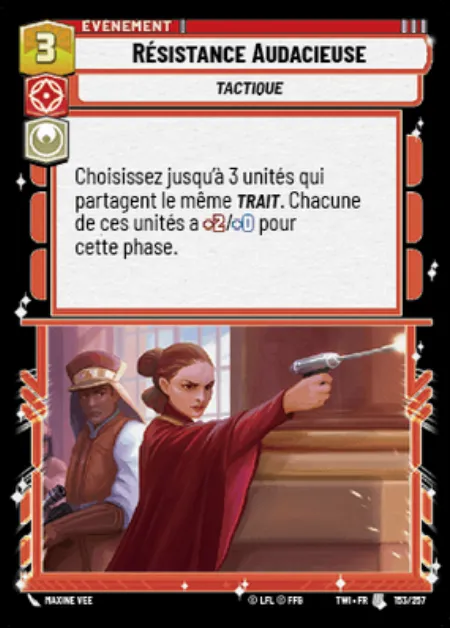 3
EVÉNEMENT
RÉSISTANCE AUDACIEUSE
TACTIQUE
Choisissez jusqu'à 3 unités qui
partagent le même TRAIT. Chacune
de ces unités a +2/+0 pour
cette phase.
MAXINE VEE
© LFL © FFG
TWI • FR
153/257